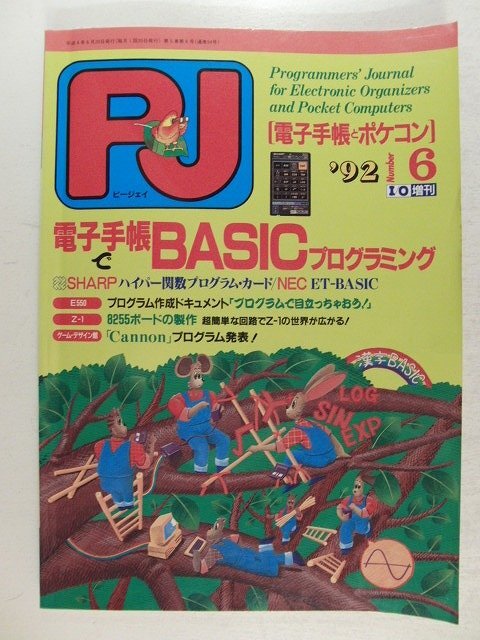 PJ
ピージェイ
Programmers' Journal
for Electronic Organizers
and Pocket Computers
[電子手帳とポケコン]
'92 Number 6
I/O増刊
電子手帳でBASICプログラミング
SHARPハイパー関数プログラム・カード/NEC ET-BASIC
E550 プログラム作成ドキュメント「プログラムで目立っちゃおう!」
Z-1 8255ボードの製作 超簡単な回路でZ-1の世界が広がる!
ゲーム・デザイン館 「Cannon」プログラム発表!
漢字BASIC
LOG
SIN
EXP